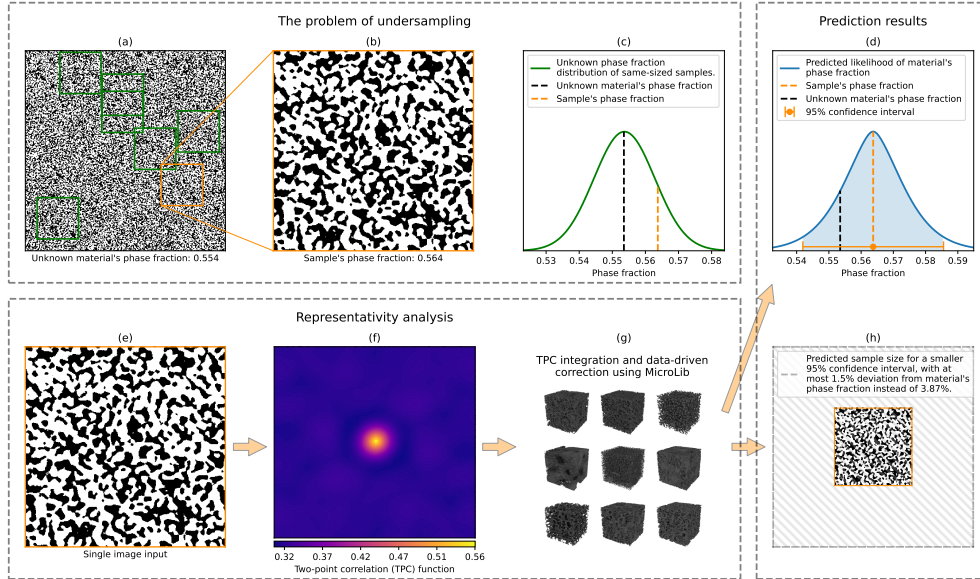 The problem of undersampling
(a)
Unknown material's phase fraction: 0.554
(b)
Sample's phase fraction: 0.564
(c)
Unknown phase fraction
distribution of same-sized samples.
Unknown material's phase fraction
Sample's phase fraction
0.53 0.54 0.55 0.56 0.57 0.58
Phase fraction
Prediction results
(d)
Predicted likelihood of material's
phase fraction
Sample's phase fraction
Unknown material's phase fraction
95% confidence interval
0.54 0.55 0.56 0.57 0.58 0.59
Phase fraction
Representativity analysis
(e)
Single image input
(f)
0.32 0.37 0.42 0.47 0.51 0.56
Two-point correlation (TPC) function
(g)
TPC integration and data-driven
correction using MicroLib
(h)
Predicted sample size for a smaller
95% confidence interval, with at
most 1.5% deviation from material's
phase fraction instead of 3.87%.